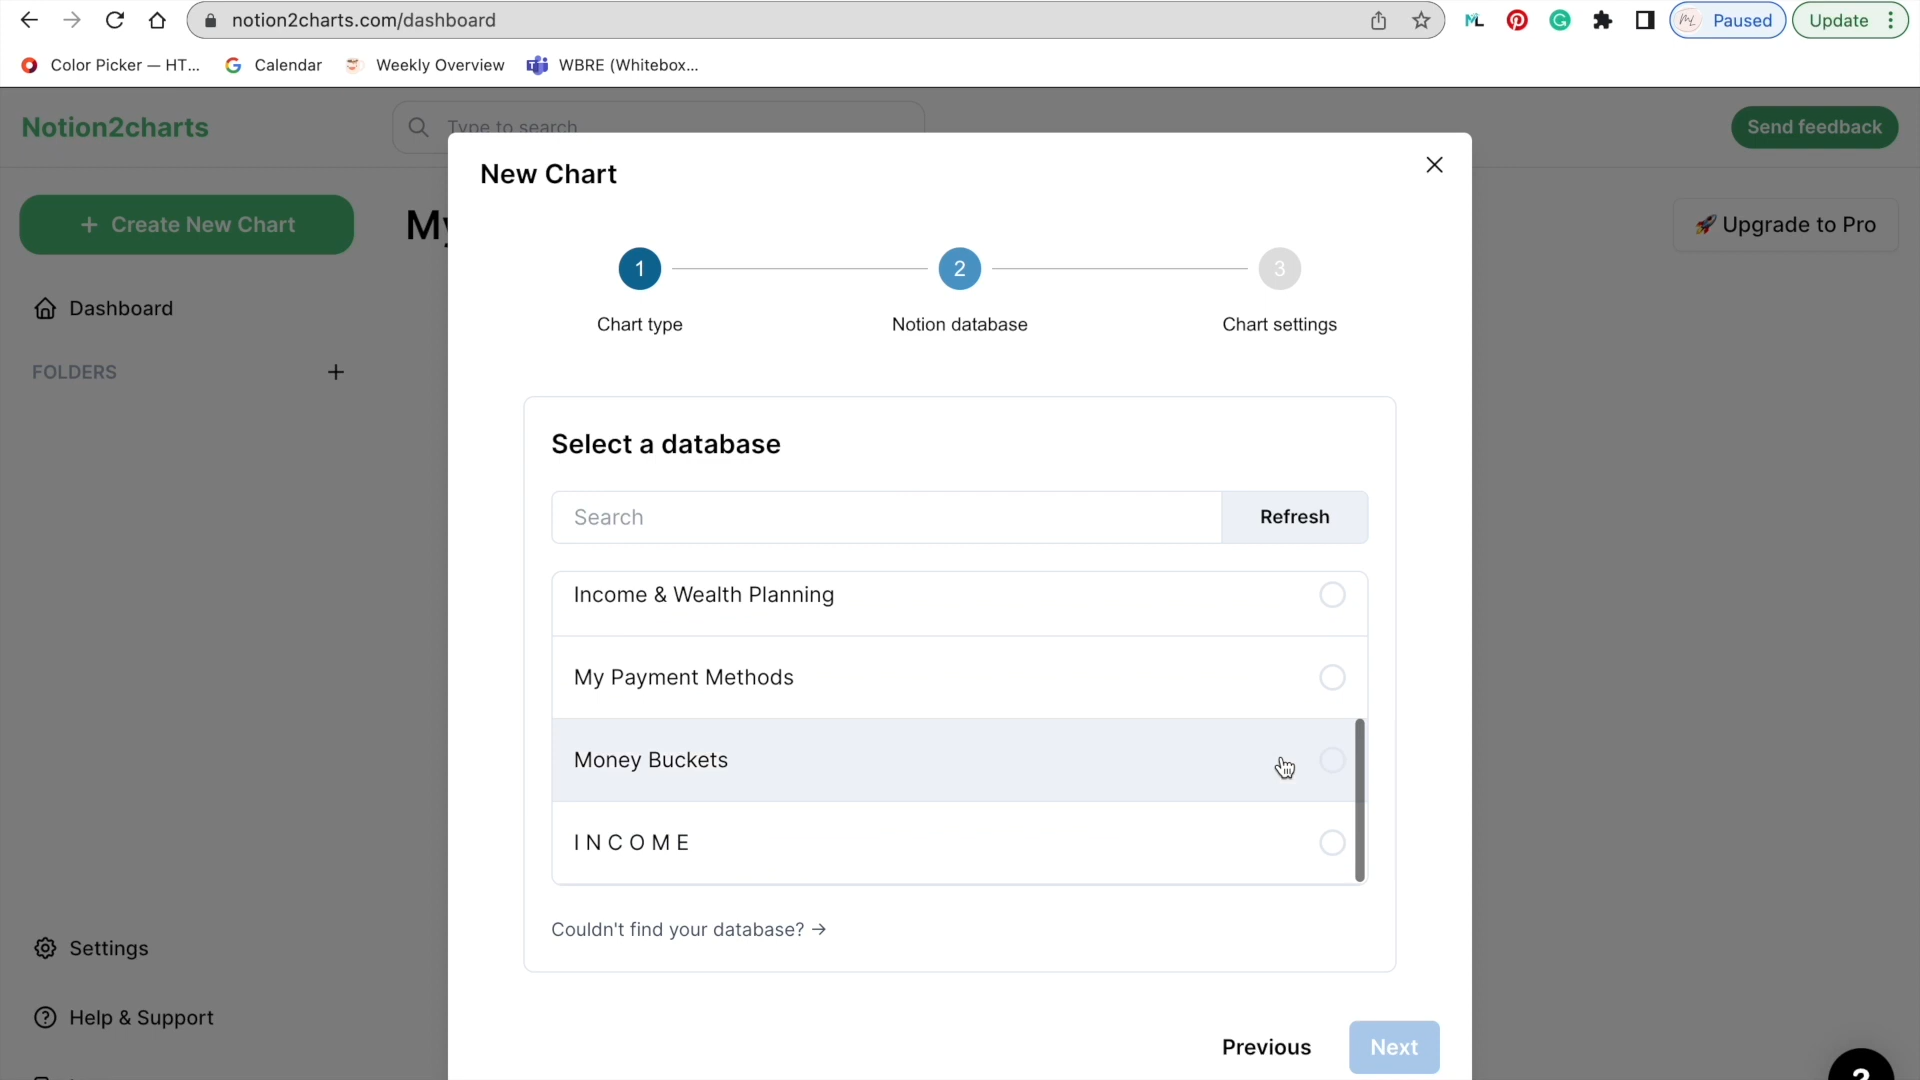 notion2charts.com/dashboard
Paused
Update
Color Picker — HT...
Calendar
Weekly Overview
WBRE (Whitebox...
Notion2charts
Type to search
Send feedback
New Chart
+ Create New Chart
My
🚀 Upgrade to Pro
1
2
3
Chart type
Notion database
Chart settings
Dashboard
FOLDERS
Select a database
Search
Refresh
Income & Wealth Planning
My Payment Methods
Money Buckets
I N C O M E
Couldn't find your database? →
Settings
Help & Support
Previous
Next
?